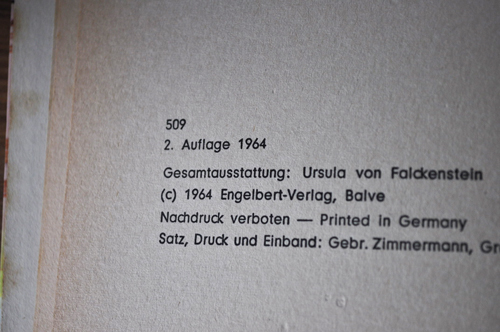 509
2. Auflage 1964
Gesamtausstattung: Ursula von Falckenstein
(c) 1964 Engelbert-Verlag, Balve
Nachdruck verboten — Printed in Germany
Satz, Druck und Einband: Gebr. Zimmermann,